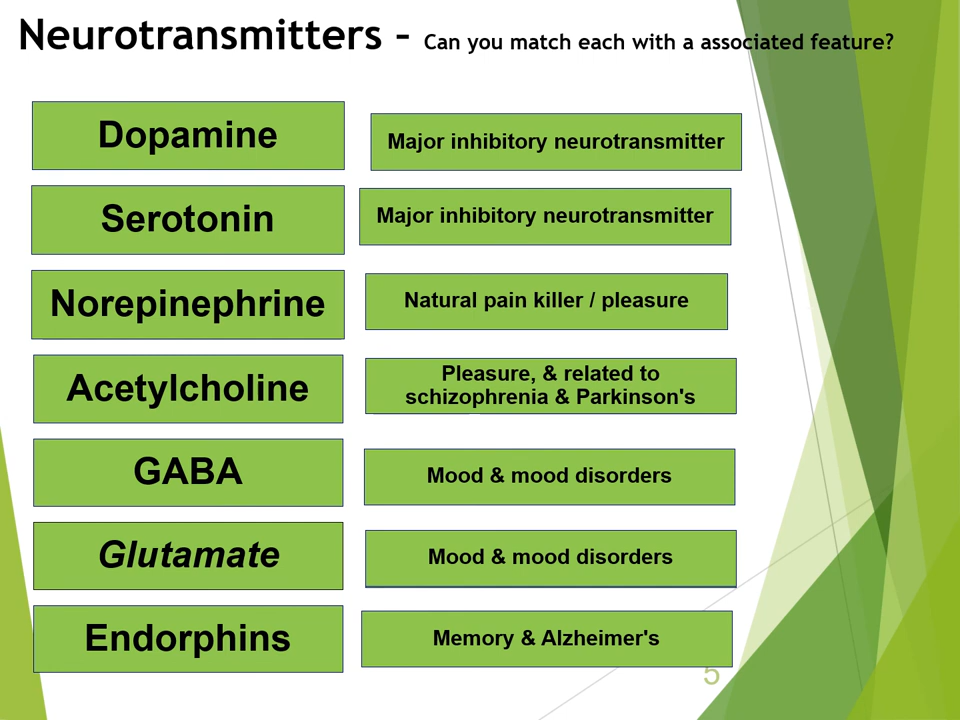 Neurotransmitters – Can you match each with a associated feature?
Dopamine
Major inhibitory neurotransmitter
Serotonin
Major inhibitory neurotransmitter
Norepinephrine
Natural pain killer / pleasure
Acetylcholine
Pleasure, & related to
schizophrenia & Parkinson's
GABA
Mood & mood disorders
Glutamate
Mood & mood disorders
Endorphins
Memory & Alzheimer's
5